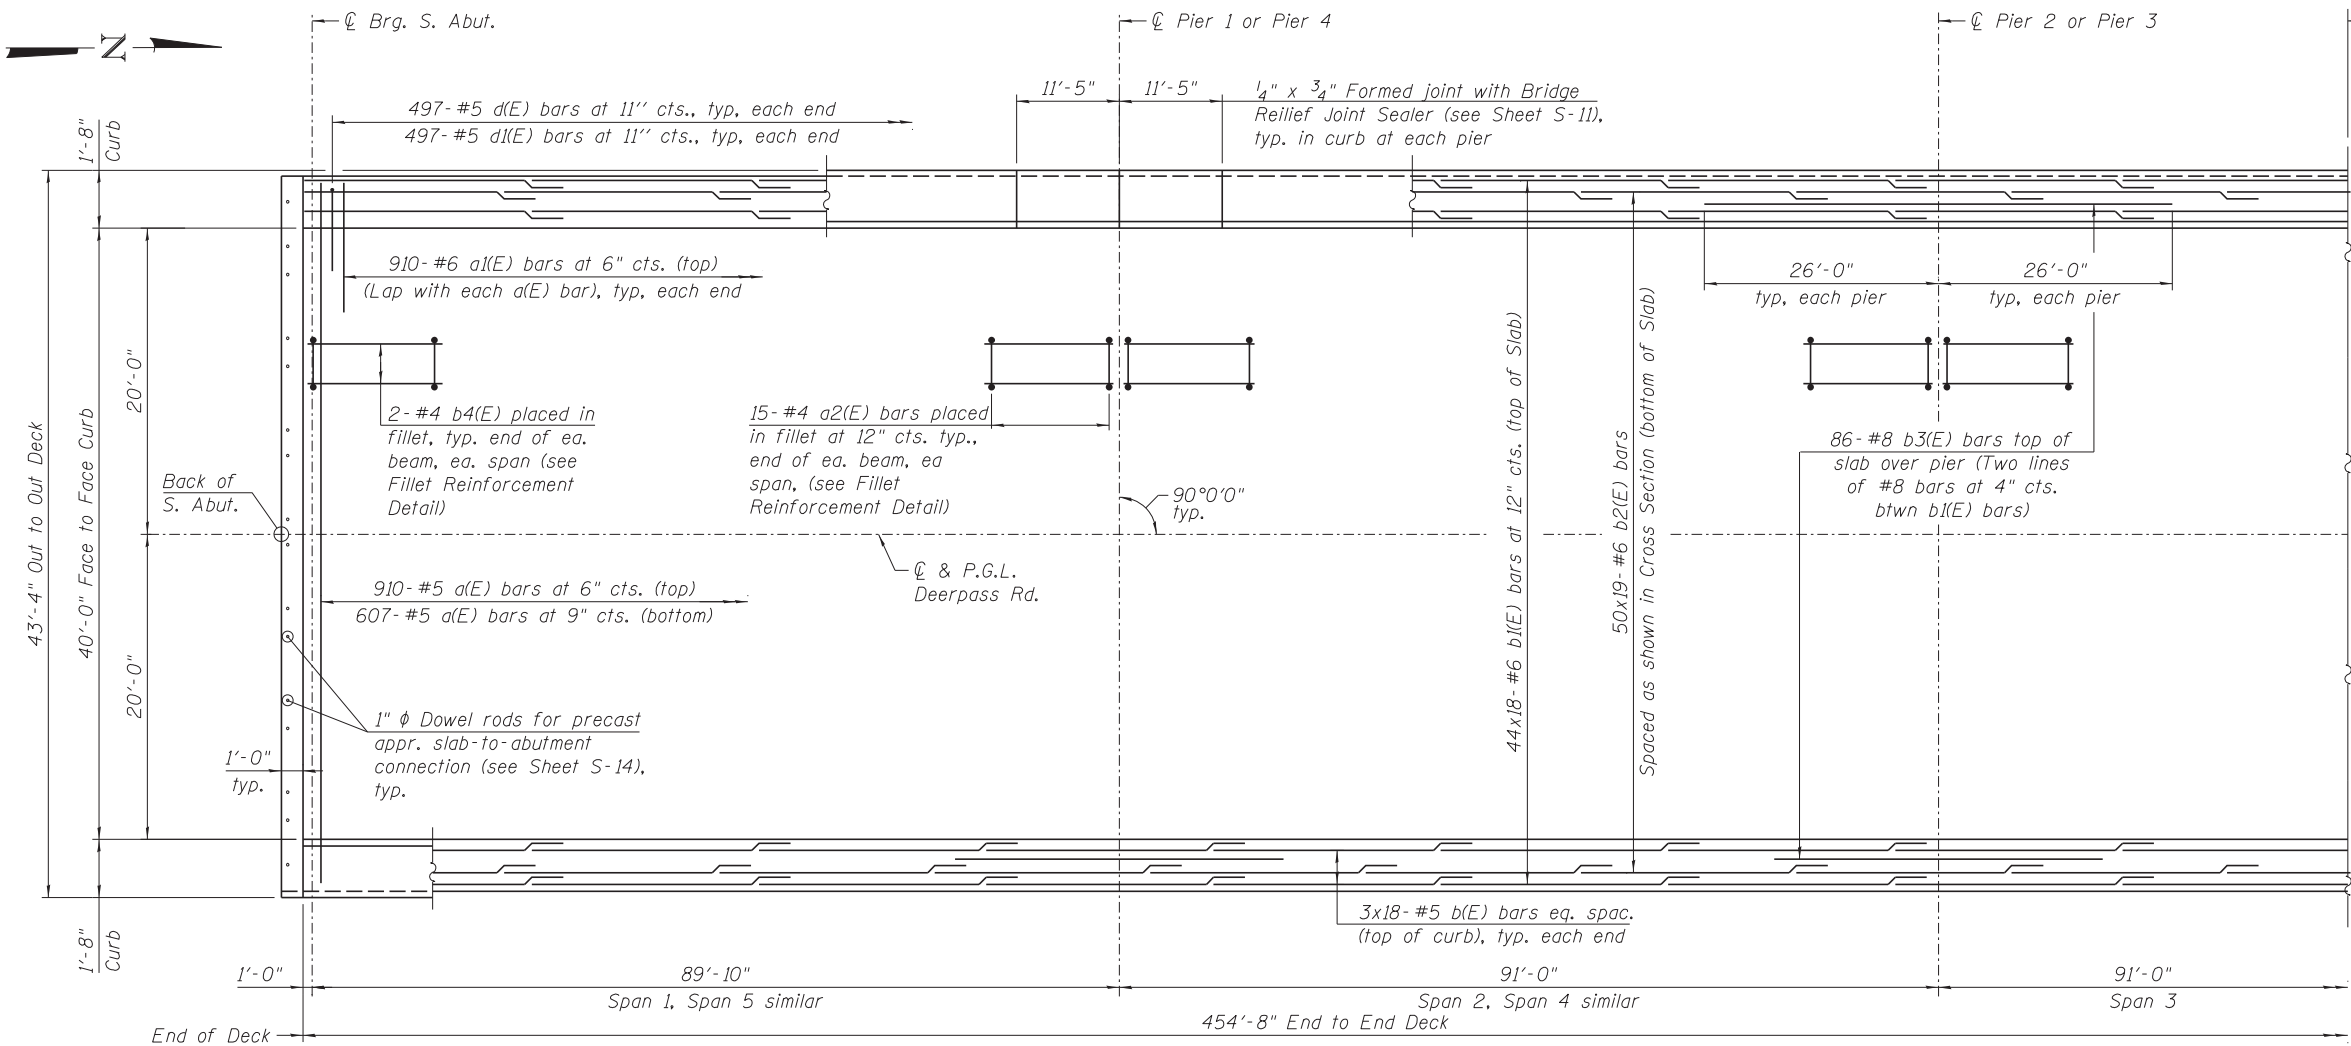 ℄ Brg. S. Abut.
℄ Pier 1 or Pier 4
℄ Pier 2 or Pier 3
N
11'-5"
11'-5"
1/4" x 3/4" Formed joint with Bridge
Reilief Joint Sealer (see Sheet S-11),
typ. in curb at each pier
497-#5 d(E) bars at 11'' cts., typ, each end
497-#5 d1(E) bars at 11'' cts., typ, each end
1'-8"
Curb
910-#6 a1(E) bars at 6" cts. (top)
(Lap with each a(E) bar), typ, each end
26'-0"
typ, each pier
26'-0"
typ, each pier
43'-4" Out to Out Deck
40'-0" Face to Face Curb
20'-0"
20'-0"
2-#4 b4(E) placed in
fillet, typ. end of ea.
beam, ea. span (see
Fillet Reinforcement
Detail)
15-#4 a2(E) bars placed
in fillet at 12" cts. typ.,
end of ea. beam, ea
span, (see Fillet
Reinforcement Detail)
44x18-#6 b1(E) bars at 12" cts. (top of Slab)
50x19-#6 b2(E) bars
Spaced as shown in Cross Section (bottom of Slab)
86-#8 b3(E) bars top of
slab over pier (Two lines
of #8 bars at 4" cts.
btwn b1(E) bars)
Back of
S. Abut.
90°0'0"
typ.
℄ & P.G.L.
Deerpass Rd.
910-#5 a(E) bars at 6" cts. (top)
607-#5 a(E) bars at 9" cts. (bottom)
1" ϕ Dowel rods for precast
appr. slab-to-abutment
connection (see Sheet S-14),
typ.
1'-0"
typ.
3x18-#5 b(E) bars eq. spac.
(top of curb), typ. each end
1'-8"
Curb
1'-0"
89'-10"
Span 1, Span 5 similar
91'-0"
Span 2, Span 4 similar
91'-0"
Span 3
454'-8" End to End Deck
End of Deck